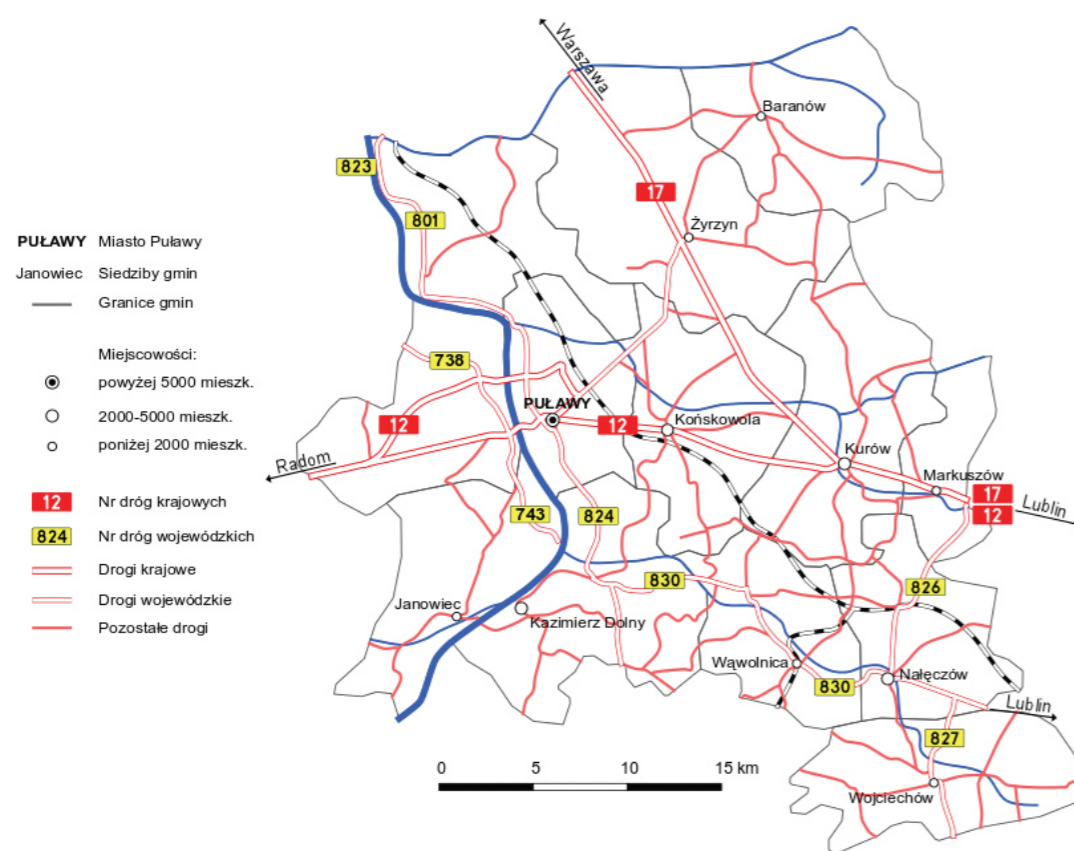 Warszawa
Baranów
823
17
801
Żyrzyn
PUŁAWY Miasto Puławy
Janowiec Siedziby gmin
Granice gmin
Miejscowości:
powyżej 5000 mieszk.
2000-5000 mieszk.
poniżej 2000 mieszk.
12 Nr dróg krajowych
824 Nr dróg wojewódzkich
Drogi krajowe
Drogi wojewódzkie
Pozostałe drogi
738
PUŁAWY
12
12
Końskowola
Radom
Kurów
Markuszów
17
12
Lublin
743
824
830
826
Janowiec
Kazimierz Dolny
Wąwolnica
830
Nałęczów
Lublin
827
Wojciechów
0 5 10 15 km